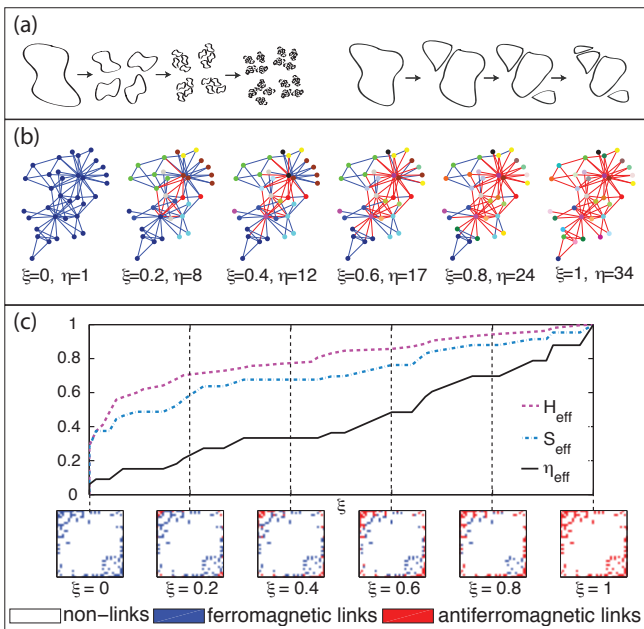 (a)
(b)
ξ=0, η=1
ξ=0.2, η=8
ξ=0.4, η=12
ξ=0.6, η=17
ξ=0.8, η=24
ξ=1, η=34
(c)
1
0.8
0.6
0.4
0.2
0
H_eff
S_eff
η_eff
ξ
ξ = 0
ξ = 0.2
ξ = 0.4
ξ = 0.6
ξ = 0.8
ξ = 1
non−links
ferromagnetic links
antiferromagnetic links